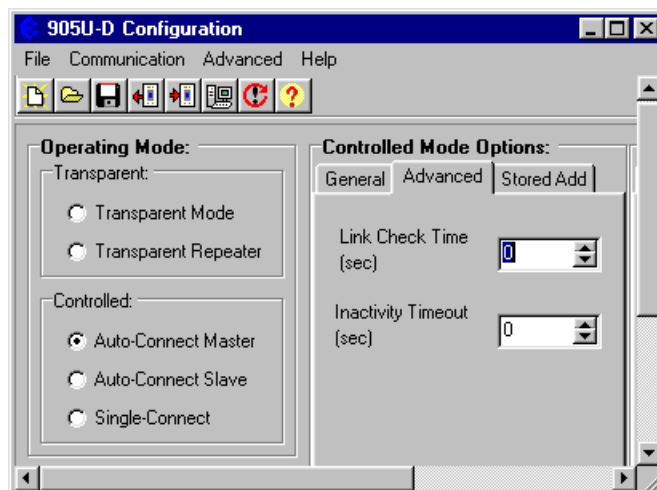 905U-D Configuration
File Communication Advanced Help
Operating Mode:
Transparent:
Transparent Mode
Transparent Repeater
Controlled:
Auto-Connect Master
Auto-Connect Slave
Single-Connect
Controlled Mode Options:
General Advanced Stored Add
Link Check Time
(sec)
0
Inactivity Timeout
(sec)
0